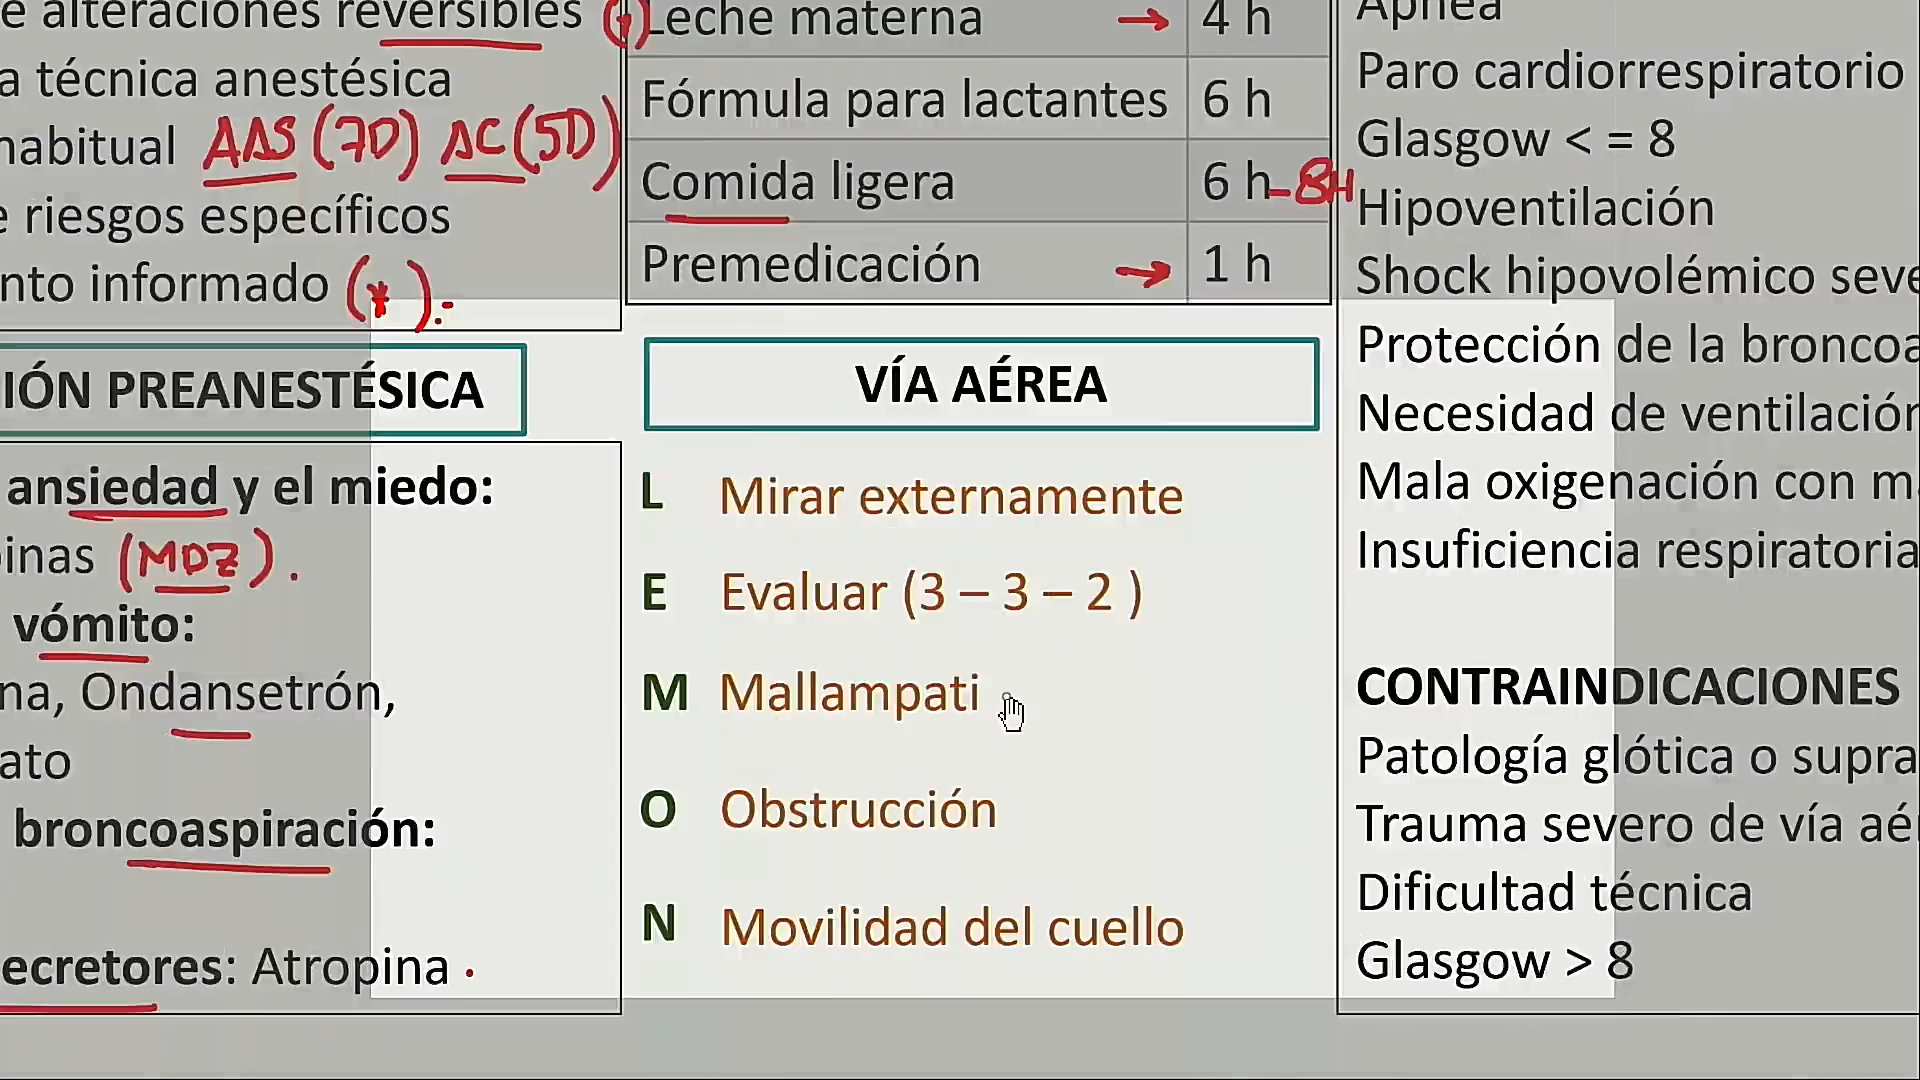 e alteraciones reversibles (*)
a técnica anestésica
habitual AAS (7D) AC (5D)
e riesgos específicos
nto informado (*).
IÓN PREANESTÉSICA
ansiedad y el miedo:
inas (MDZ).
vómito:
na, Ondansetrón,
ato
broncoaspiración:
ecretores: Atropina .
Leche materna → 4 h
Fórmula para lactantes 6 h
Comida ligera 6 h - 8H
Premedicación → 1 h
VÍA AÉREA
L Mirar externamente
E Evaluar (3 – 3 – 2 )
M Mallampati
O Obstrucción
N Movilidad del cuello
Apnea
Paro cardiorrespiratorio
Glasgow < = 8
Hipoventilación
Shock hipovolémico seve
Protección de la broncoa
Necesidad de ventilación
Mala oxigenación con m
Insuficiencia respiratoria
CONTRAINDICACIONES
Patología glótica o supra
Trauma severo de vía aé
Dificultad técnica
Glasgow > 8